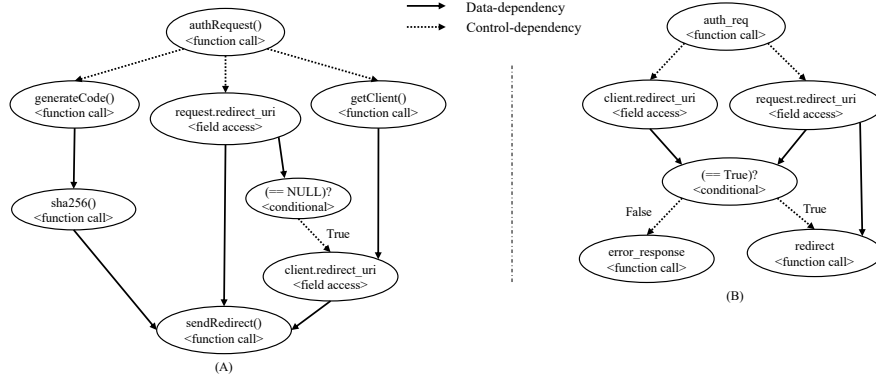 authRequest()
<function call>
Data-dependency
Control-dependency
auth_req
<function call>
generateCode()
<function call>
request.redirect_uri
<field access>
getClient()
<function call>
client.redirect_uri
<field access>
request.redirect_uri
<field access>
(== NULL)?
<conditional>
(== True)?
<conditional>
sha256()
<function call>
True
False
True
client.redirect_uri
<field access>
error_response
<function call>
redirect
<function call>
sendRedirect()
<function call>
(A)
(B)